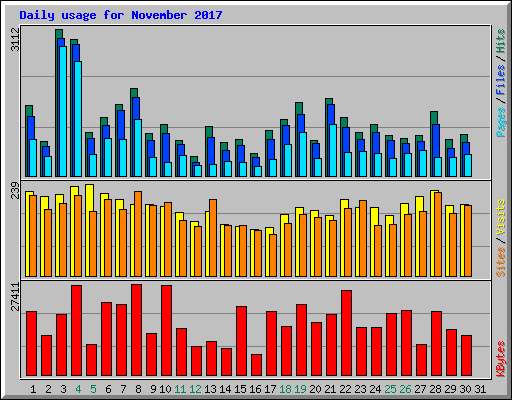 Daily usage for November 2017
3112
239
27411
Pages / Files / Hits
Sites / Visits
KBytes
1 2 3 4 5 6 7 8 9 10 11 12 13 14 15 16 17 18 19 20 21 22 23 24 25 26 27 28 29 30 31